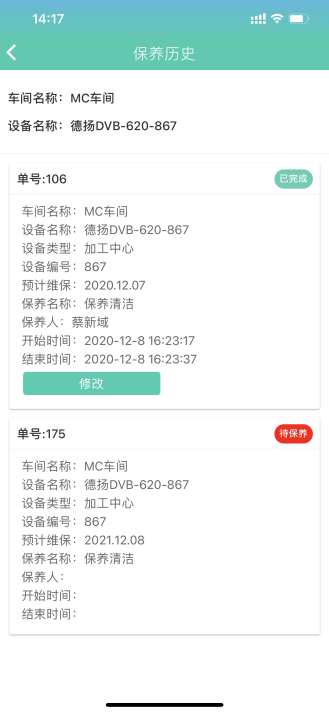 14:17
保养历史
车间名称：MC车间
设备名称：德扬DVB-620-867
单号:106 已完成
车间名称：MC车间
设备名称：德扬DVB-620-867
设备类型：加工中心
设备编号：867
预计维保：2020.12.07
保养名称：保养清洁
保养人：蔡新域
开始时间：2020-12-8 16:23:17
结束时间：2020-12-8 16:23:37
修改
单号:175 待保养
车间名称：MC车间
设备名称：德扬DVB-620-867
设备类型：加工中心
设备编号：867
预计维保：2021.12.08
保养名称：保养清洁
保养人：
开始时间：
结束时间：